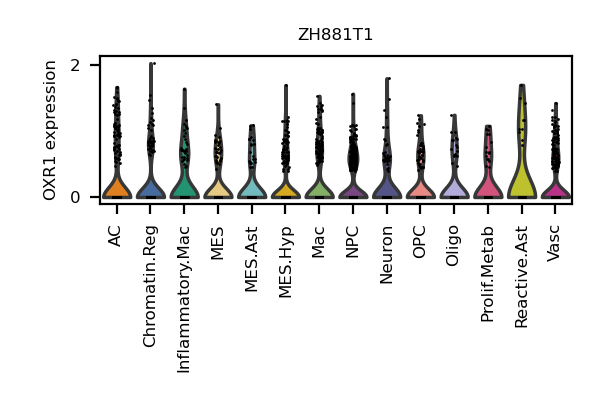 ZH881T1
OXR1 expression
2
0
AC
Chromatin.Reg
Inflammatory.Mac
MES
MES.Ast
MES.Hyp
Mac
NPC
Neuron
OPC
Oligo
Prolif.Metab
Reactive.Ast
Vasc